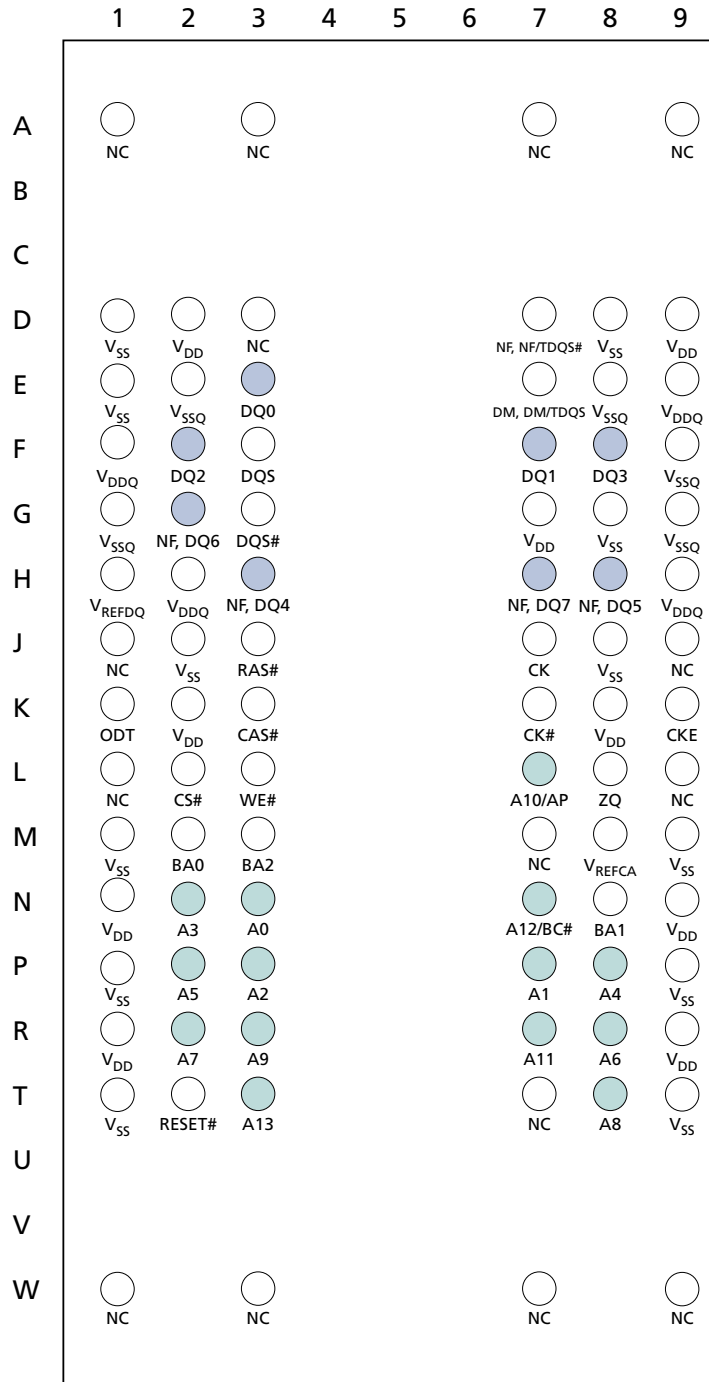 1 2 3 4 5 6 7 8 9
A
NC NC NC NC
B
C
D
VSS VDD NC NF, NF/TDQS# VSS VDD
E
VSS VSSQ DQ0 DM, DM/TDQS VSSQ VDDQ
F
VDDQ DQ2 DQS DQ1 DQ3 VSSQ
G
VSSQ NF, DQ6 DQS# VDD VSS VSSQ
H
VREFDQ VDDQ NF, DQ4 NF, DQ7 NF, DQ5 VDDQ
J
NC VSS RAS# CK VSS NC
K
ODT VDD CAS# CK# VDD CKE
L
NC CS# WE# A10/AP ZQ NC
M
VSS BA0 BA2 NC VREFCA VSS
N
VDD A3 A0 A12/BC# BA1 VDD
P
VSS A5 A2 A1 A4 VSS
R
VDD A7 A9 A11 A6 VDD
T
VSS RESET# A13 NC A8 VSS
U
V
W
NC NC NC NC